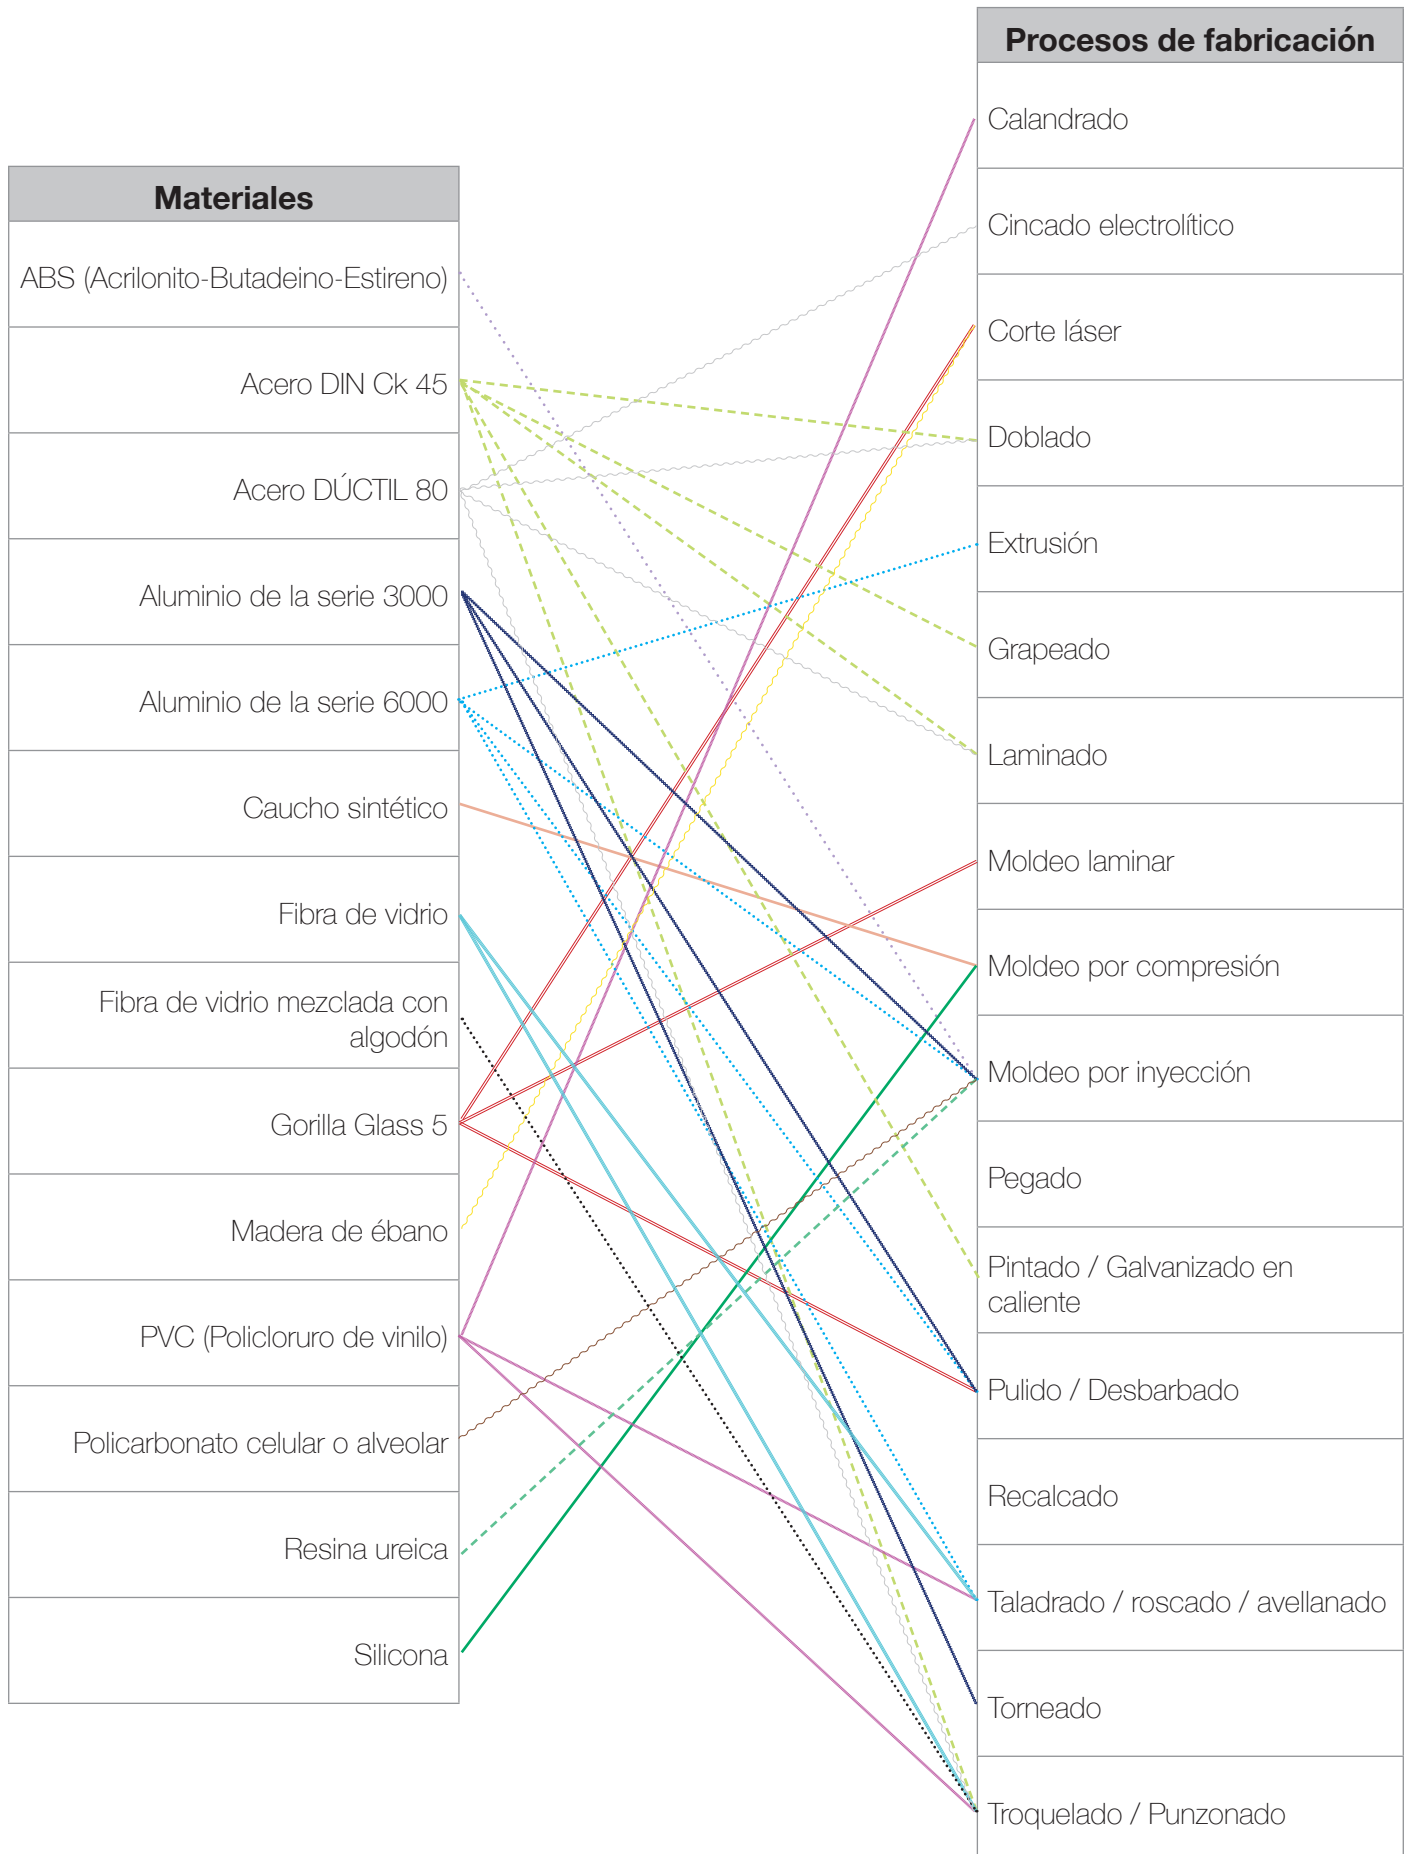 Materiales
ABS (Acrilonito-Butadeino-Estireno)
Acero DIN Ck 45
Acero DÚCTIL 80
Aluminio de la serie 3000
Aluminio de la serie 6000
Caucho sintético
Fibra de vidrio
Fibra de vidrio mezclada con
algodón
Gorilla Glass 5
Madera de ébano
PVC (Policloruro de vinilo)
Policarbonato celular o alveolar
Resina ureica
Silicona
Procesos de fabricación
Calandrado
Cincado electrolítico
Corte láser
Doblado
Extrusión
Grapeado
Laminado
Moldeo laminar
Moldeo por compresión
Moldeo por inyección
Pegado
Pintado / Galvanizado en
caliente
Pulido / Desbarbado
Recalcado
Taladrado / roscado / avellanado
Torneado
Troquelado / Punzonado